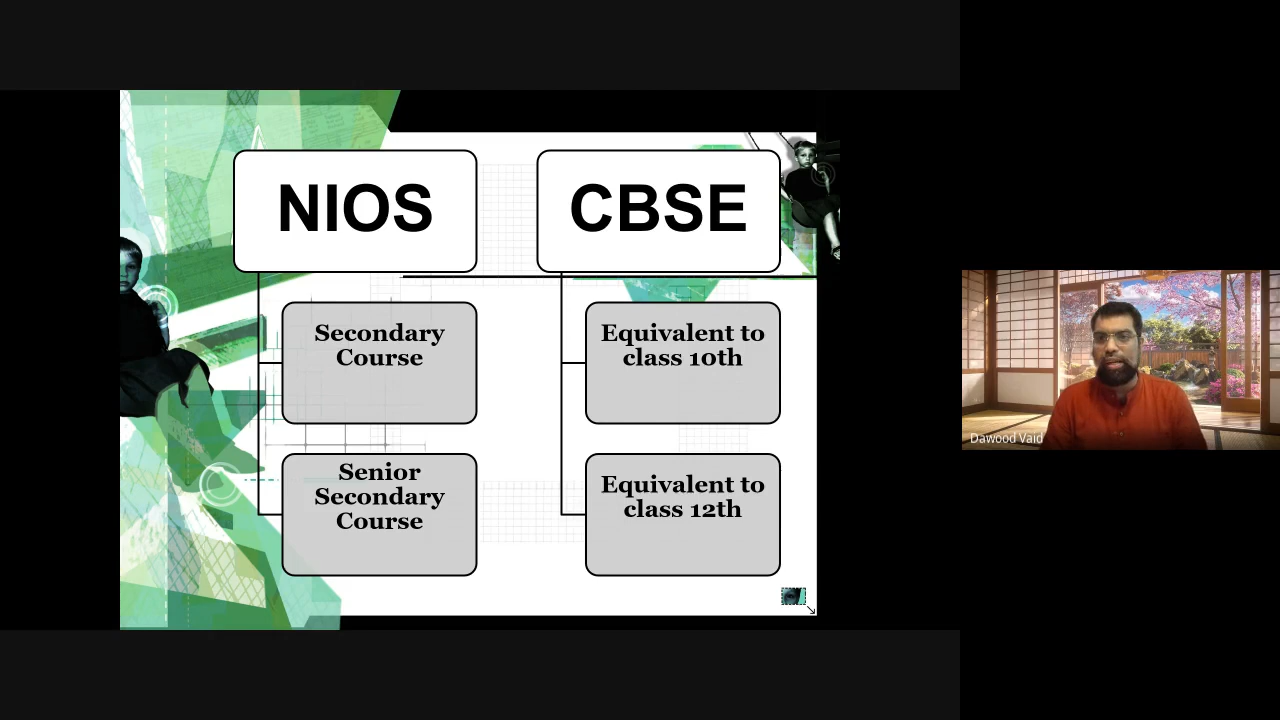 NIOS
CBSE
Secondary
Course
Equivalent to
class 10th
Senior
Secondary
Course
Equivalent to
class 12th
Dawood Vaid